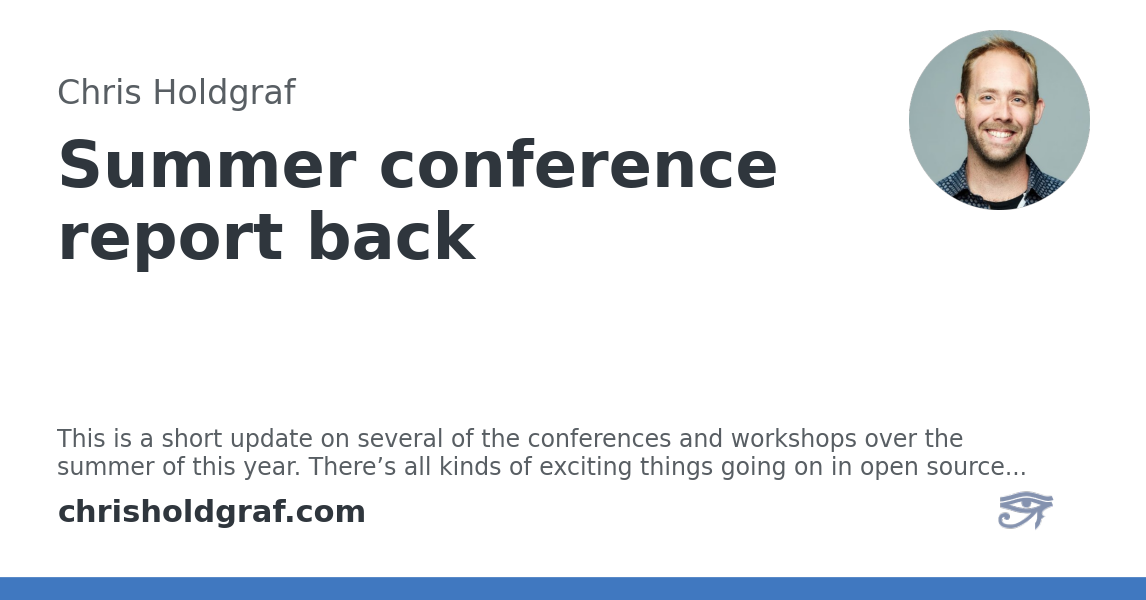 Chris Holdgraf
Summer conference
report back
This is a short update on several of the conferences and workshops over the
summer of this year. There’s all kinds of exciting things going on in open source...
chrisholdgraf.com